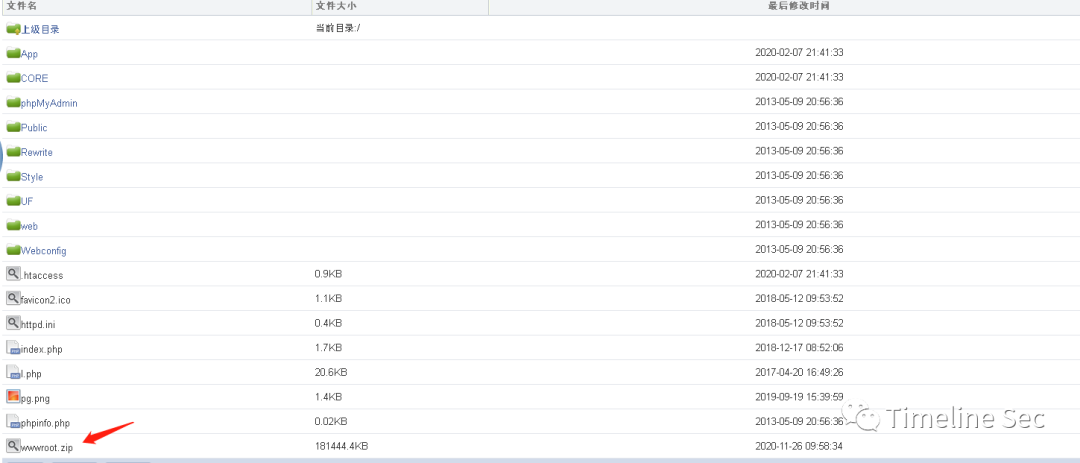 文件名 文件大小 最后修改时间
上级目录 当前目录:/
App 2020-02-07 21:41:33
CORE 2020-02-07 21:41:33
phpMyAdmin 2013-05-09 20:56:36
Public 2013-05-09 20:56:36
Rewrite 2013-05-09 20:56:36
Style 2013-05-09 20:56:36
UF 2013-05-09 20:56:36
web 2013-05-09 20:56:36
Webconfig 2013-05-09 20:56:36
.htaccess 0.9KB 2020-02-07 21:41:33
favicon2.ico 1.1KB 2018-05-12 09:53:52
httpd.ini 0.4KB 2018-05-12 09:53:52
index.php 1.7KB 2018-12-17 08:52:06
l.php 20.6KB 2017-04-20 16:49:26
pg.png 1.4KB 2019-09-19 15:39:59
phpinfo.php 0.02KB 2013-05-09 20:56:36
Timeline Sec
wwwroot.zip 181444.4KB 2020-11-26 09:58:34